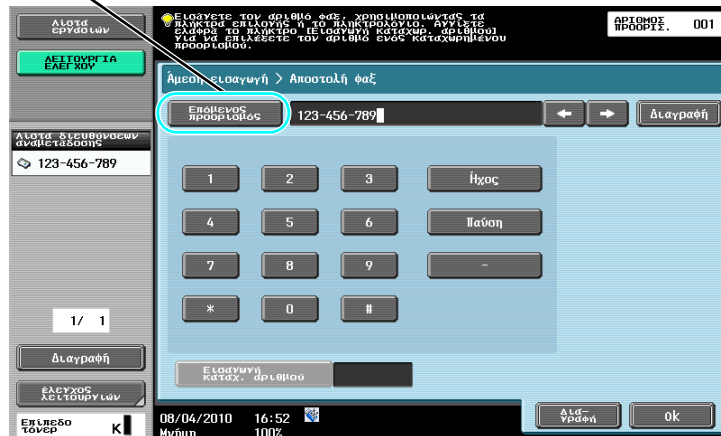 Λίστα
εργασιών
Εισάγετε τον αριθμό φαξ, χρησιμοποιώντας τα
πλήκτρα επιλογής ή το πληκτρολόγιο. Αγγίξτε
ελαφρά το πλήκτρο [Εισαγωγή καταχωρ. αριθμού]
για να επιλέξετε τον αριθμό ενός καταχωρημένου
προορισμού.
ΑΡΙΘΜΟΣ
ΠΡΟΟΡΙΣ. 001
ΛΕΙΤΟΥΡΓΙΑ
ΕΛΕΓΧΟΥ
Άμεση εισαγωγή > Αποστολή φαξ
Επόμενος
προορισμός
123-456-789
← → Διαγραφή
Λίστα διευθύνσεων
αναμετάδοσης
123-456-789
1 2 3 Ήχος
4 5 6 Παύση
7 8 9 -
* 0 #
1/ 1
Διαγραφή
Εισαγωγή
καταχ. αριθμού
έλεγχος
λειτουργιών
Επίπεδο
τόνερ K
08/04/2010 16:52
Μνήμη 100%
Δια-
γραφή
ok